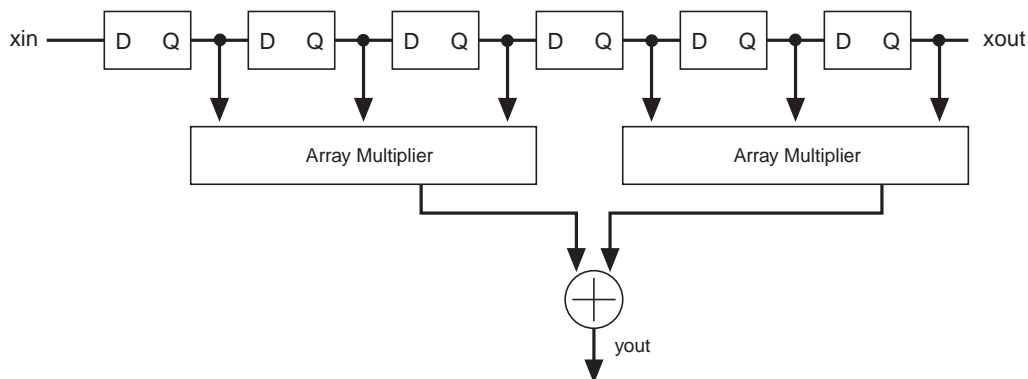 xin D Q D Q D Q D Q D Q D Q xout
Array Multiplier Array Multiplier
yout